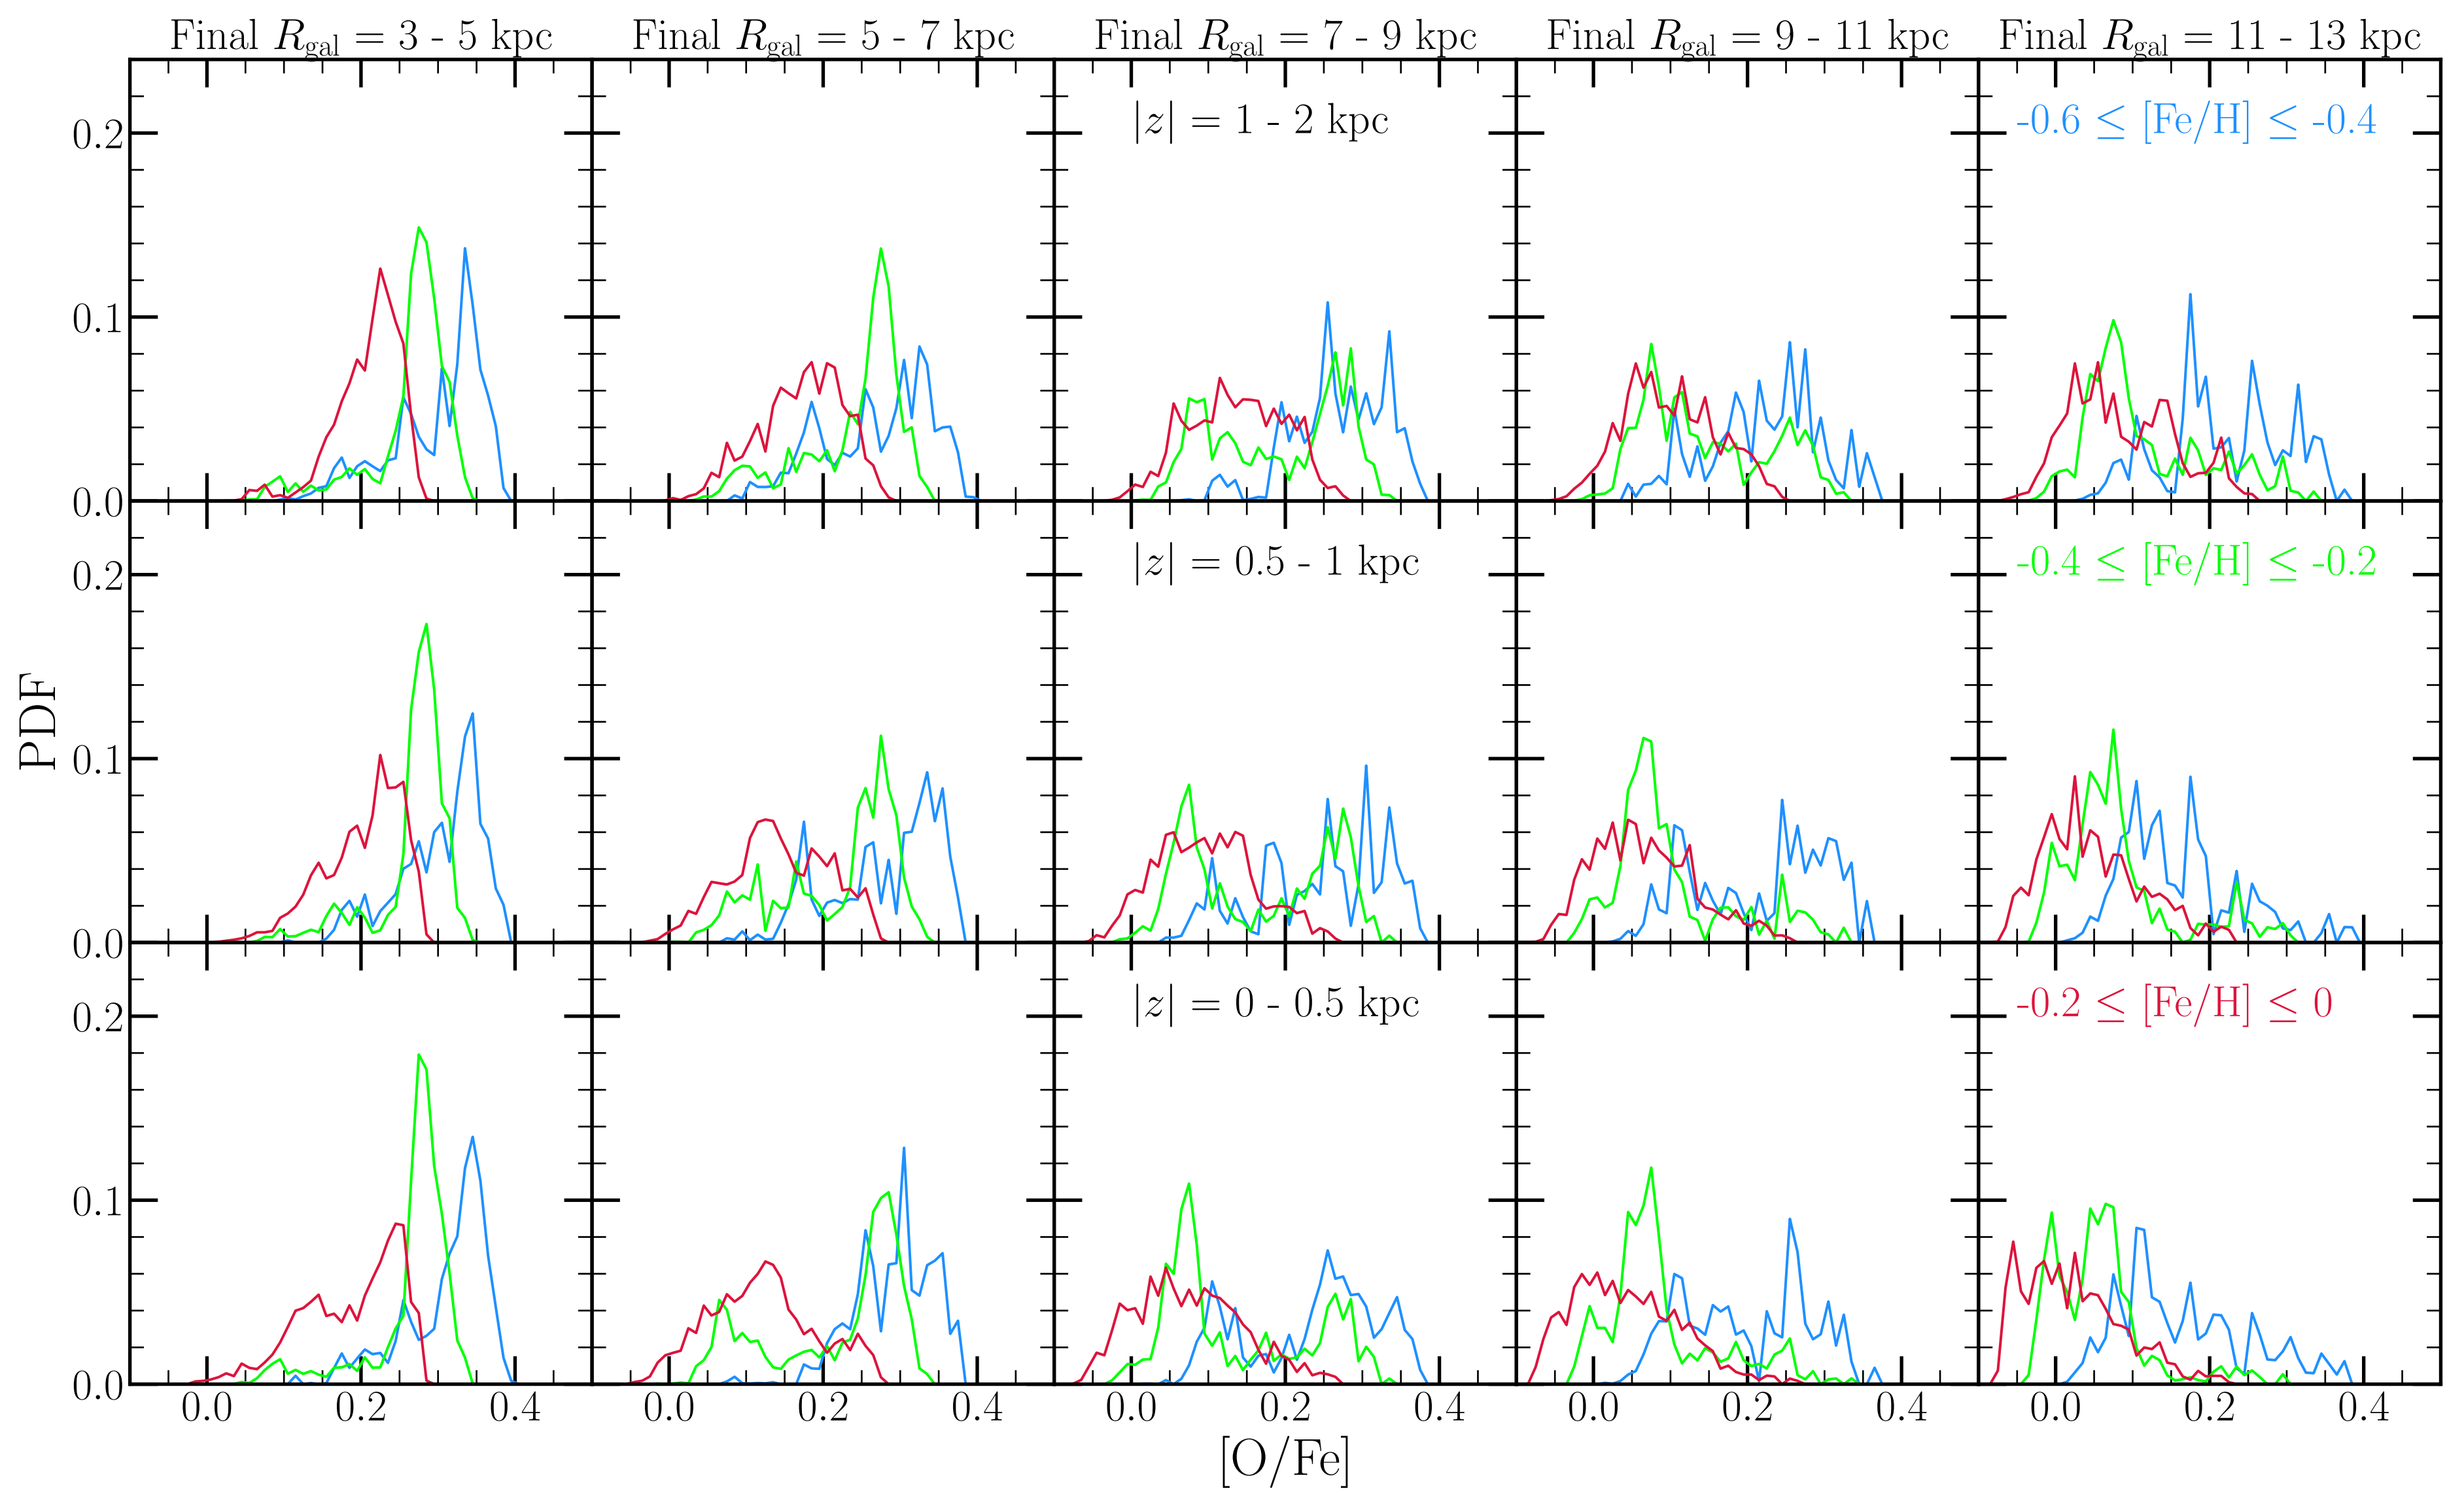 Final R_gal = 3 - 5 kpc
Final R_gal = 5 - 7 kpc
Final R_gal = 7 - 9 kpc
Final R_gal = 9 - 11 kpc
Final R_gal = 11 - 13 kpc
|z| = 1 - 2 kpc
-0.6 ≤ [Fe/H] ≤ -0.4
0.2
0.1
0.0
|z| = 0.5 - 1 kpc
-0.4 ≤ [Fe/H] ≤ -0.2
0.2
0.1
0.0
PDF
|z| = 0 - 0.5 kpc
-0.2 ≤ [Fe/H] ≤ 0
0.2
0.1
0.0
0.0 0.2 0.4
0.0 0.2 0.4
0.0 0.2 0.4
0.0 0.2 0.4
0.0 0.2 0.4
[O/Fe]